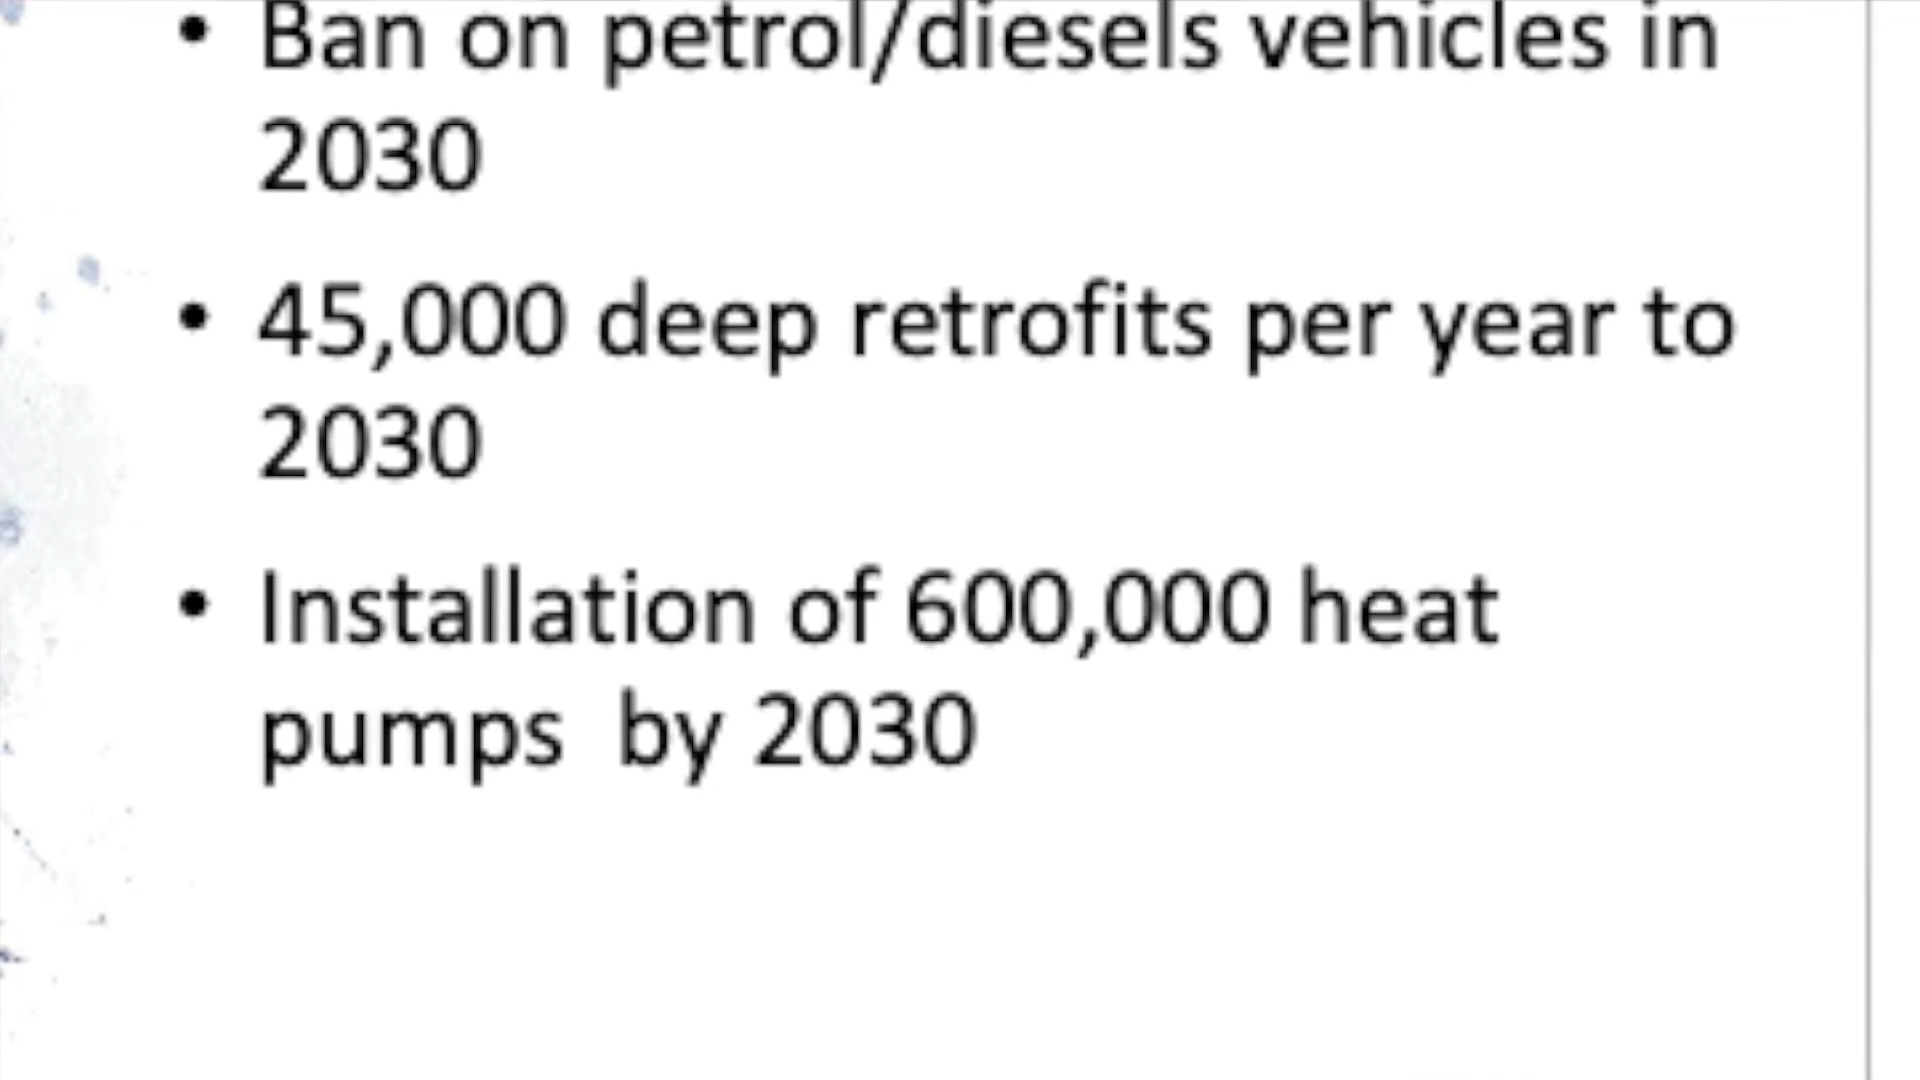 • Ban on petrol/diesels vehicles in
2030
• 45,000 deep retrofits per year to
2030
• Installation of 600,000 heat
pumps  by 2030